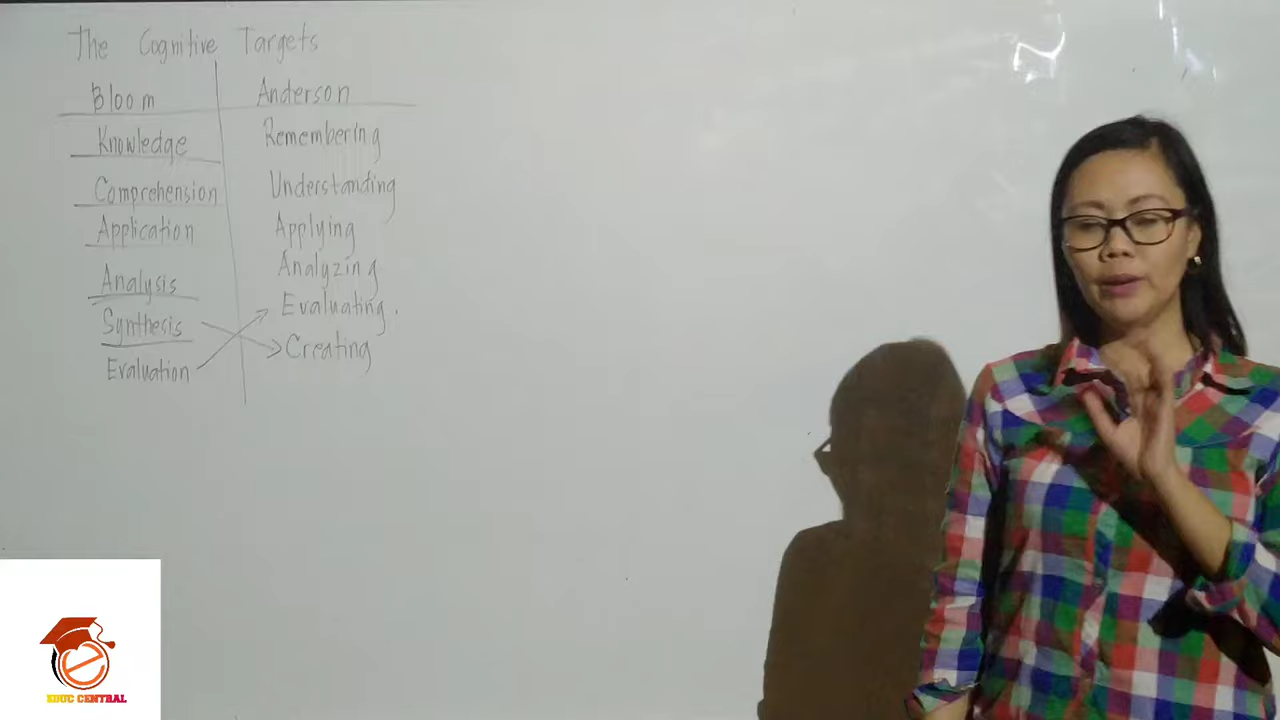 The Cognitive Targets
Bloom Anderson
Knowledge Remembering
Comprehension Understanding
Application Applying
Analysis Analyzing
Synthesis Evaluating.
Evaluation Creating
EDUC CENTRAL